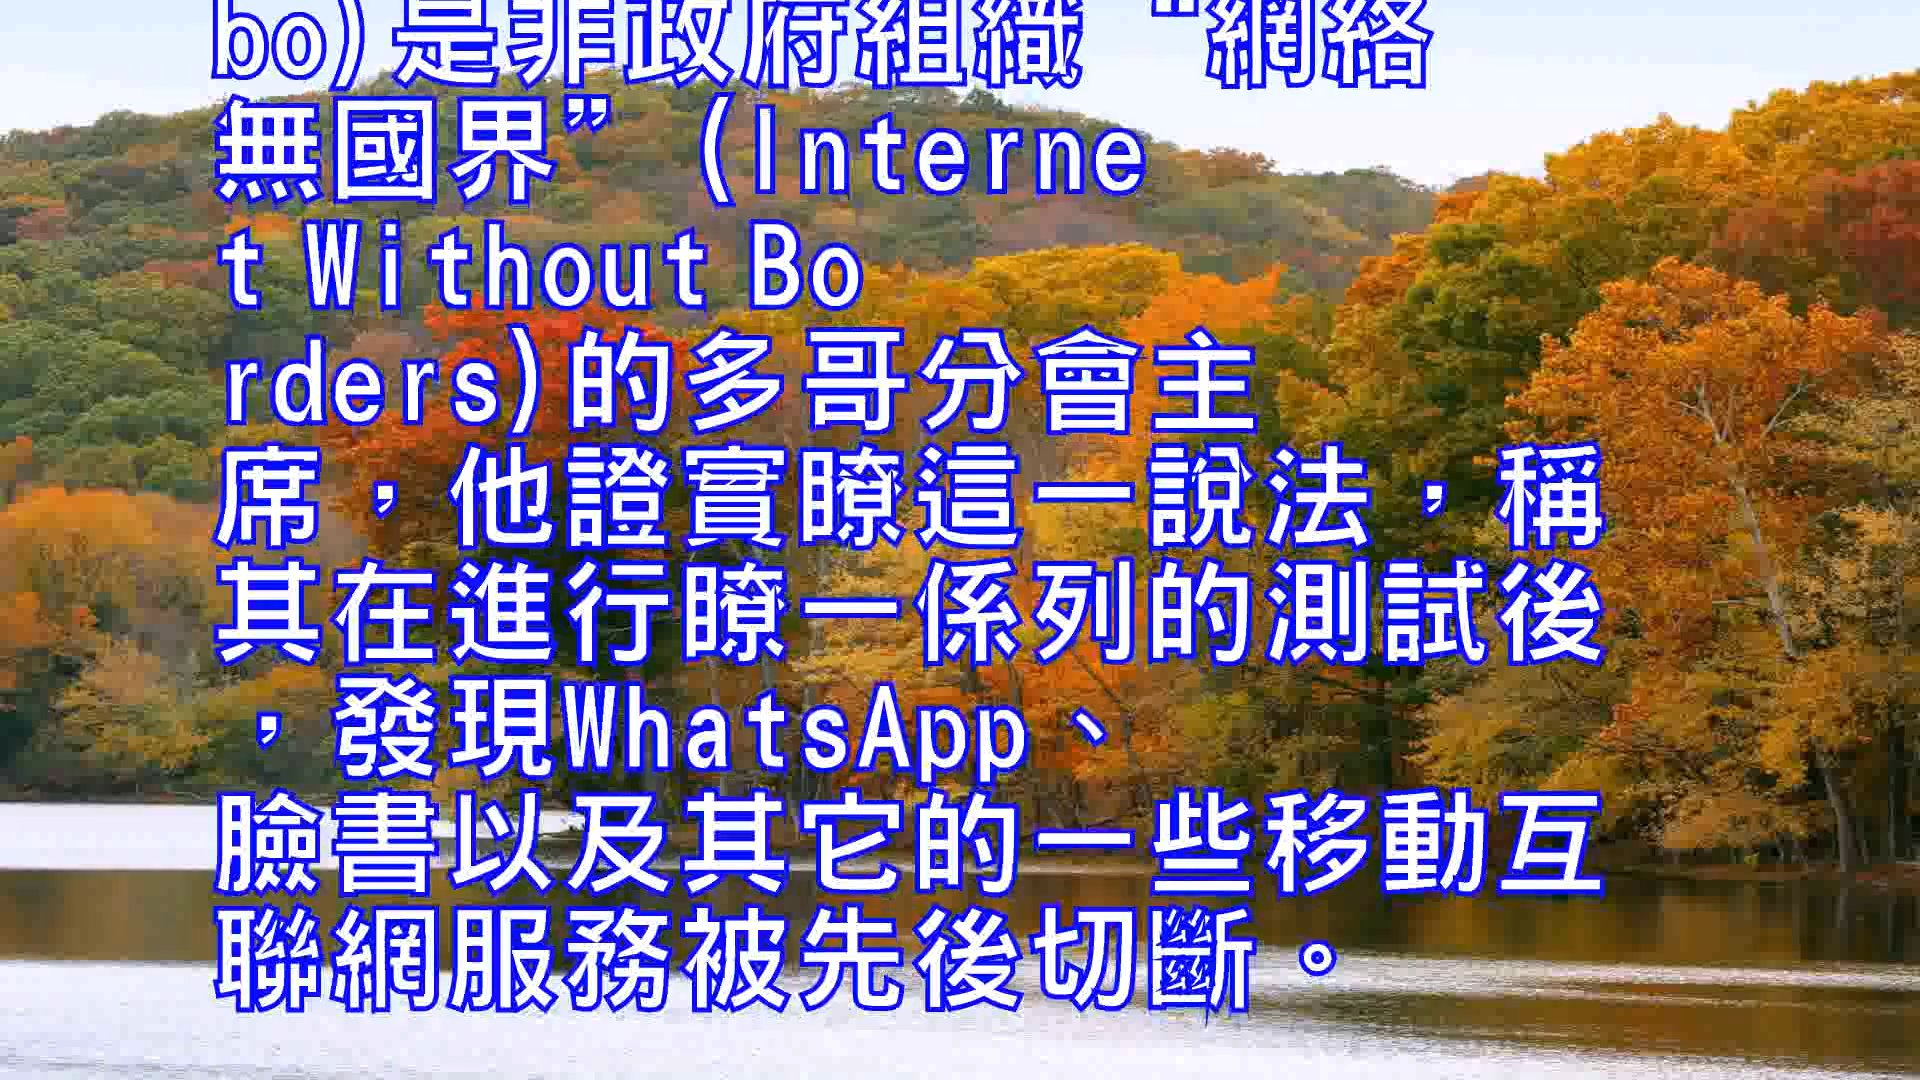 bo)是非政府組織“網絡
無國界”(Interne
t Without Bo
rders)的多哥分會主
席，他證實瞭這一說法，稱
其在進行瞭一係列的測試後
，發現WhatsApp、
臉書以及其它的一些移動互
聯網服務被先後切斷。